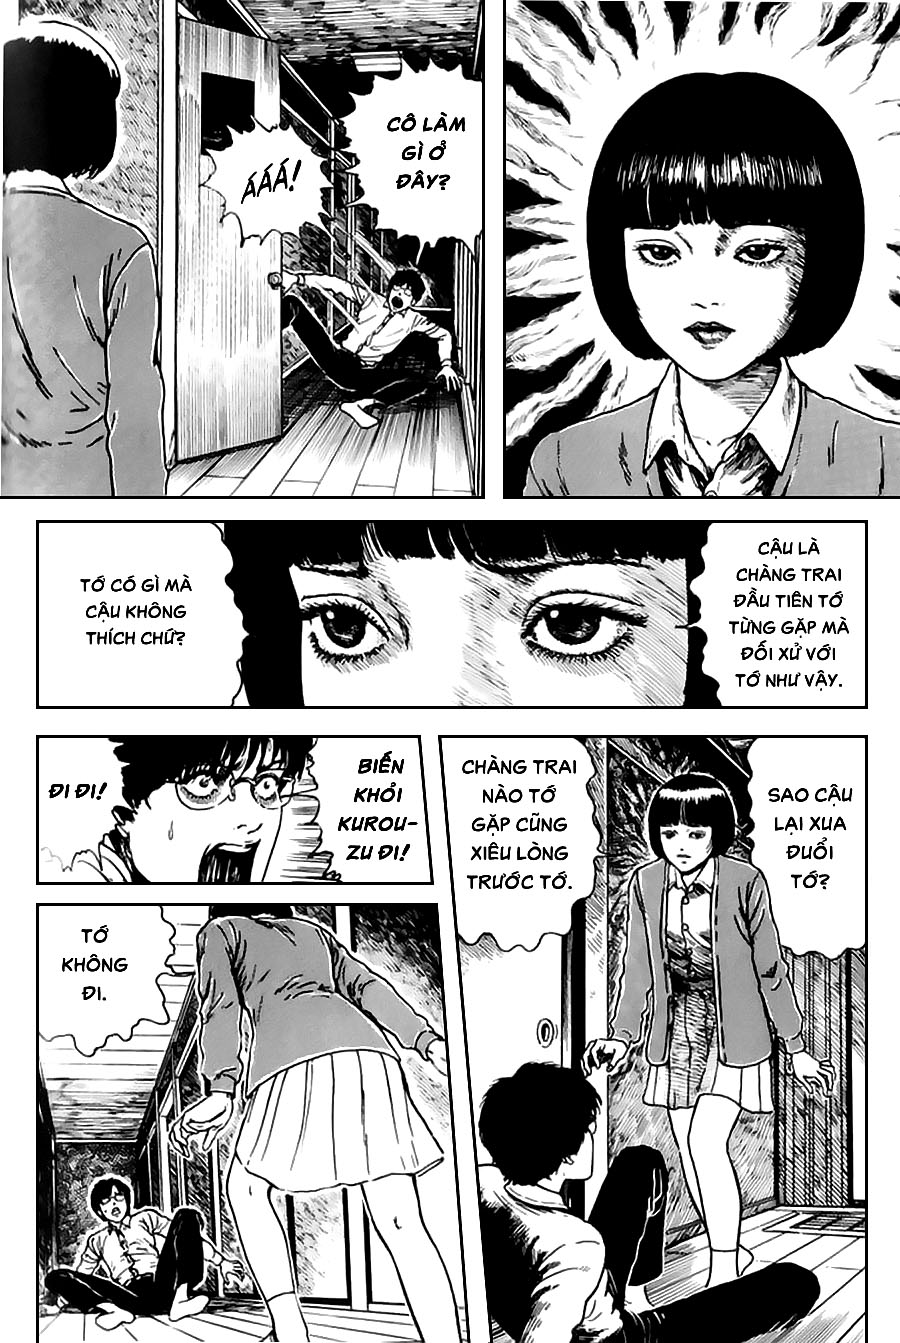 CÔ LÀM
GÌ Ở
ĐÂY?
ÁÁÁ!
CẬU LÀ
CHÀNG TRAI
ĐẦU TIÊN TỚ
TỪNG GẶP MÀ
ĐỐI XỬ VỚI
TỚ NHƯ VẬY.
TỚ CÓ GÌ MÀ
CẬU KHÔNG
THÍCH CHỨ?
SAO CẬU
LẠI XUA
ĐUỔI
TỚ?
CHÀNG TRAI
NÀO TỚ
GẶP CŨNG
XIÊU LÒNG
TRƯỚC TỚ.
BIẾN
KHỎI
KUROU-
ZU ĐI!
ĐI ĐI!
TỚ
KHÔNG
ĐI.